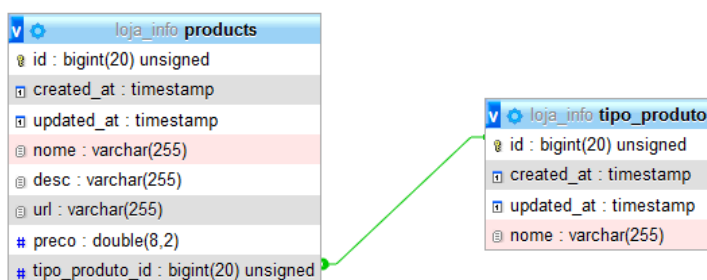 v loja_info products
id : bigint(20) unsigned
created_at : timestamp
updated_at : timestamp
nome : varchar(255)
desc : varchar(255)
url : varchar(255)
# preco : double(8,2)
# tipo_produto_id : bigint(20) unsigned
v loja_info tipo_produto
id : bigint(20) unsigned
created_at : timestamp
updated_at : timestamp
nome : varchar(255)